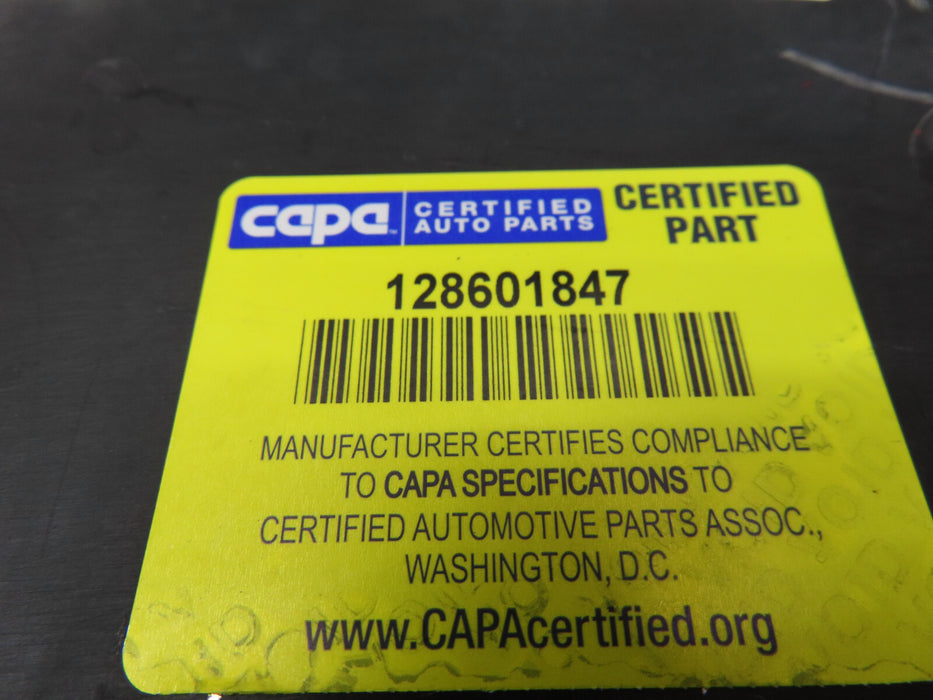 capa™ CERTIFIED AUTO PARTS
CERTIFIED PART
128601847
MANUFACTURER CERTIFIES COMPLIANCE
TO CAPA SPECIFICATIONS TO
CERTIFIED AUTOMOTIVE PARTS ASSOC.,
WASHINGTON, D.C.
www.CAPAcertified.org